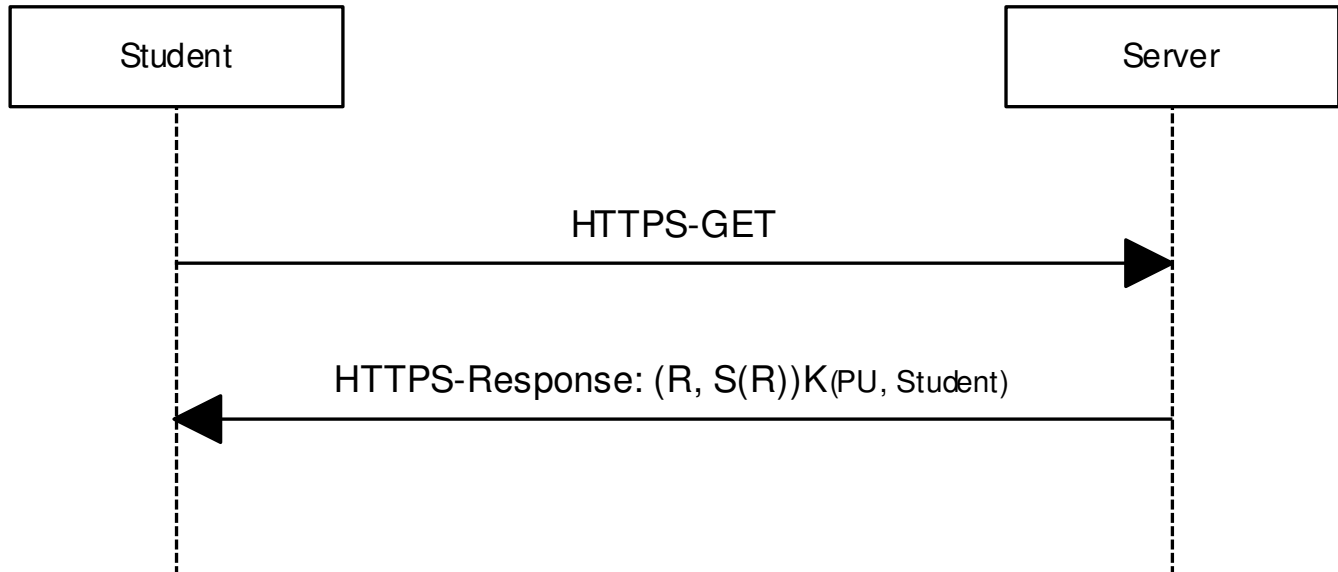 Student
Server
HTTPS-GET
HTTPS-Response: (R, S(R))K(PU, Student)